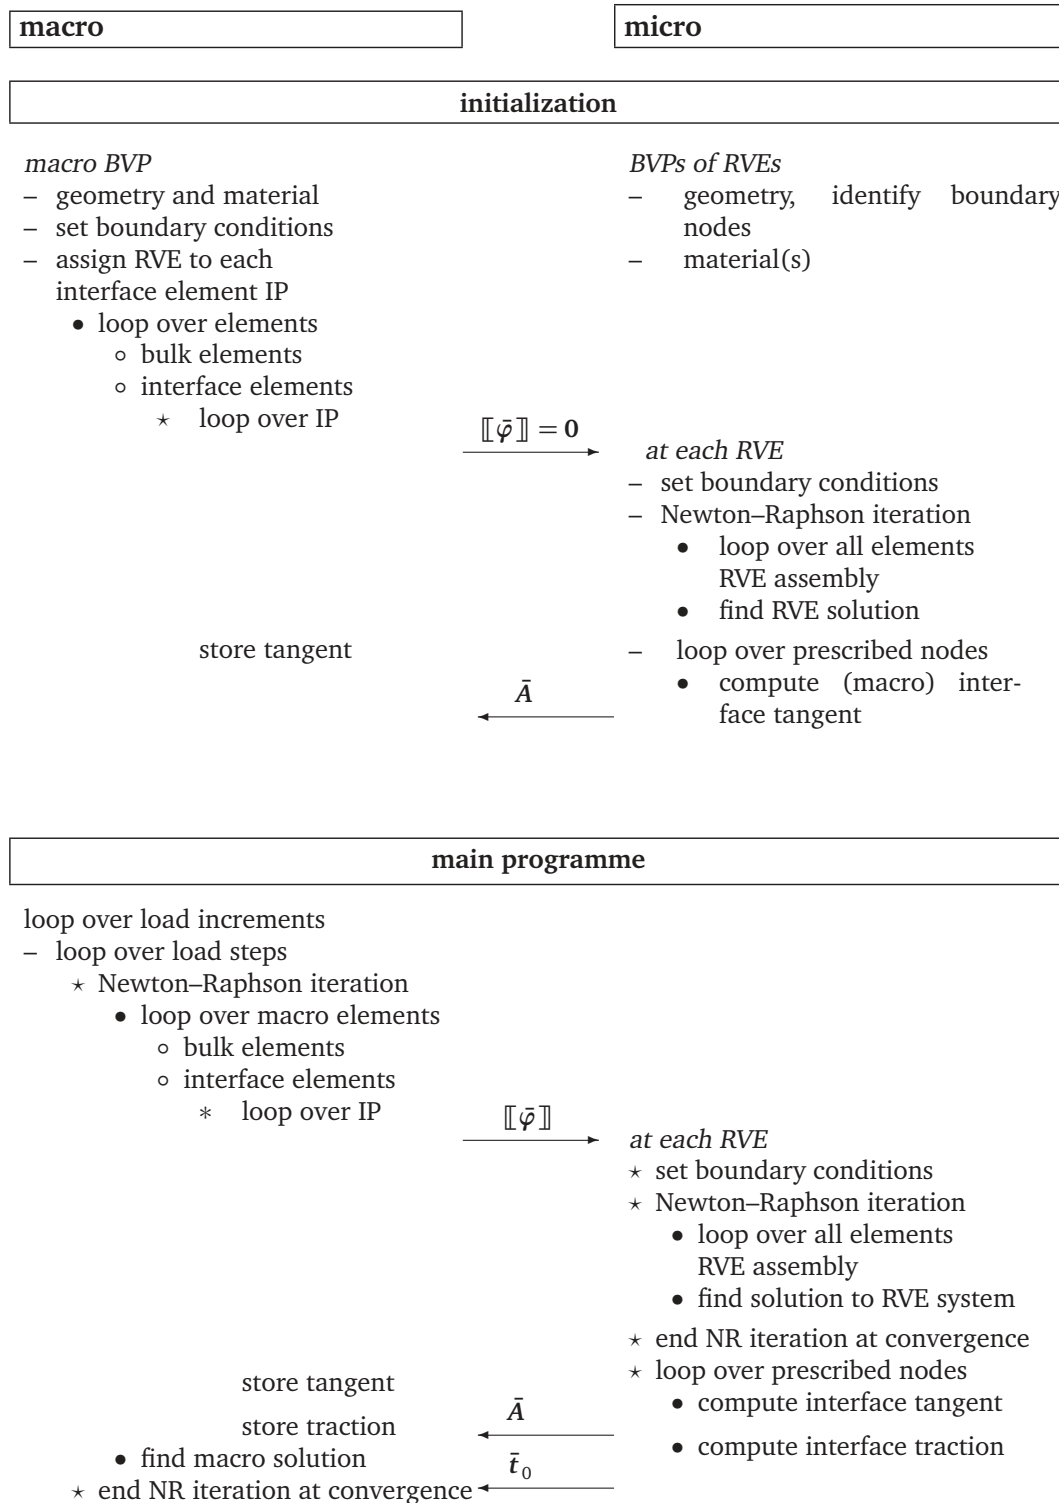 macro
micro
initialization
macro BVP
– geometry and material
– set boundary conditions
– assign RVE to each
interface element IP
• loop over elements
∘ bulk elements
∘ interface elements
⋆ loop over IP
BVPs of RVEs
– geometry, identify boundary
nodes
– material(s)
⟦φ̄⟧ = 0
at each RVE
– set boundary conditions
– Newton–Raphson iteration
• loop over all elements
RVE assembly
• find RVE solution
store tangent
– loop over prescribed nodes
• compute (macro) inter-
face tangent
Ā
main programme
loop over load increments
– loop over load steps
⋆ Newton–Raphson iteration
• loop over macro elements
∘ bulk elements
∘ interface elements
∗ loop over IP
⟦φ̄⟧
at each RVE
⋆ set boundary conditions
⋆ Newton–Raphson iteration
• loop over all elements
RVE assembly
• find solution to RVE system
⋆ end NR iteration at convergence
⋆ loop over prescribed nodes
• compute interface tangent
• compute interface traction
store tangent
store traction
Ā
• find macro solution
t̄₀
⋆ end NR iteration at convergence